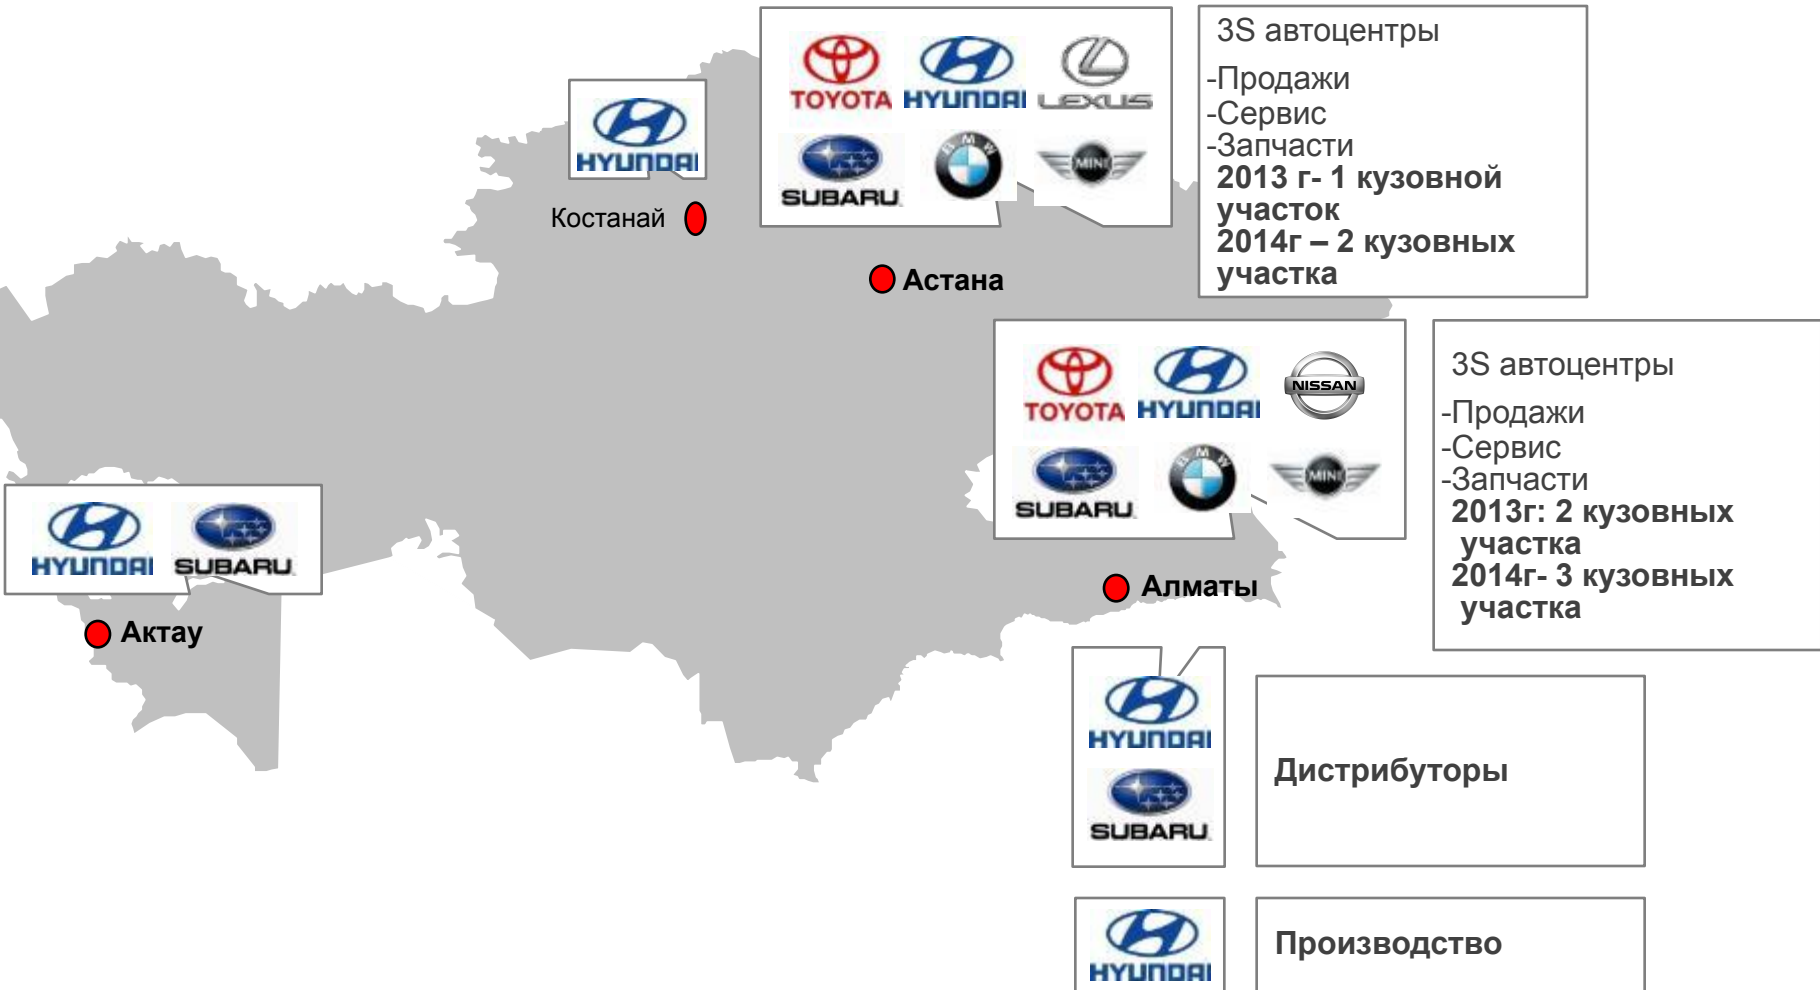 TOYOTA HYUNDAI LEXUS
SUBARU BMW MINI
3S автоцентры
-Продажи
-Сервис
-Запчасти
2013 г- 1 кузовной
участок
2014г – 2 кузовных
участка
HYUNDAI
Костанай
Астана
TOYOTA HYUNDAI NISSAN
SUBARU BMW MINI
3S автоцентры
-Продажи
-Сервис
-Запчасти
2013г: 2 кузовных
участка
2014г- 3 кузовных
участка
HYUNDAI SUBARU
Актау
Алматы
HYUNDAI
SUBARU
Дистрибуторы
HYUNDAI
Производство